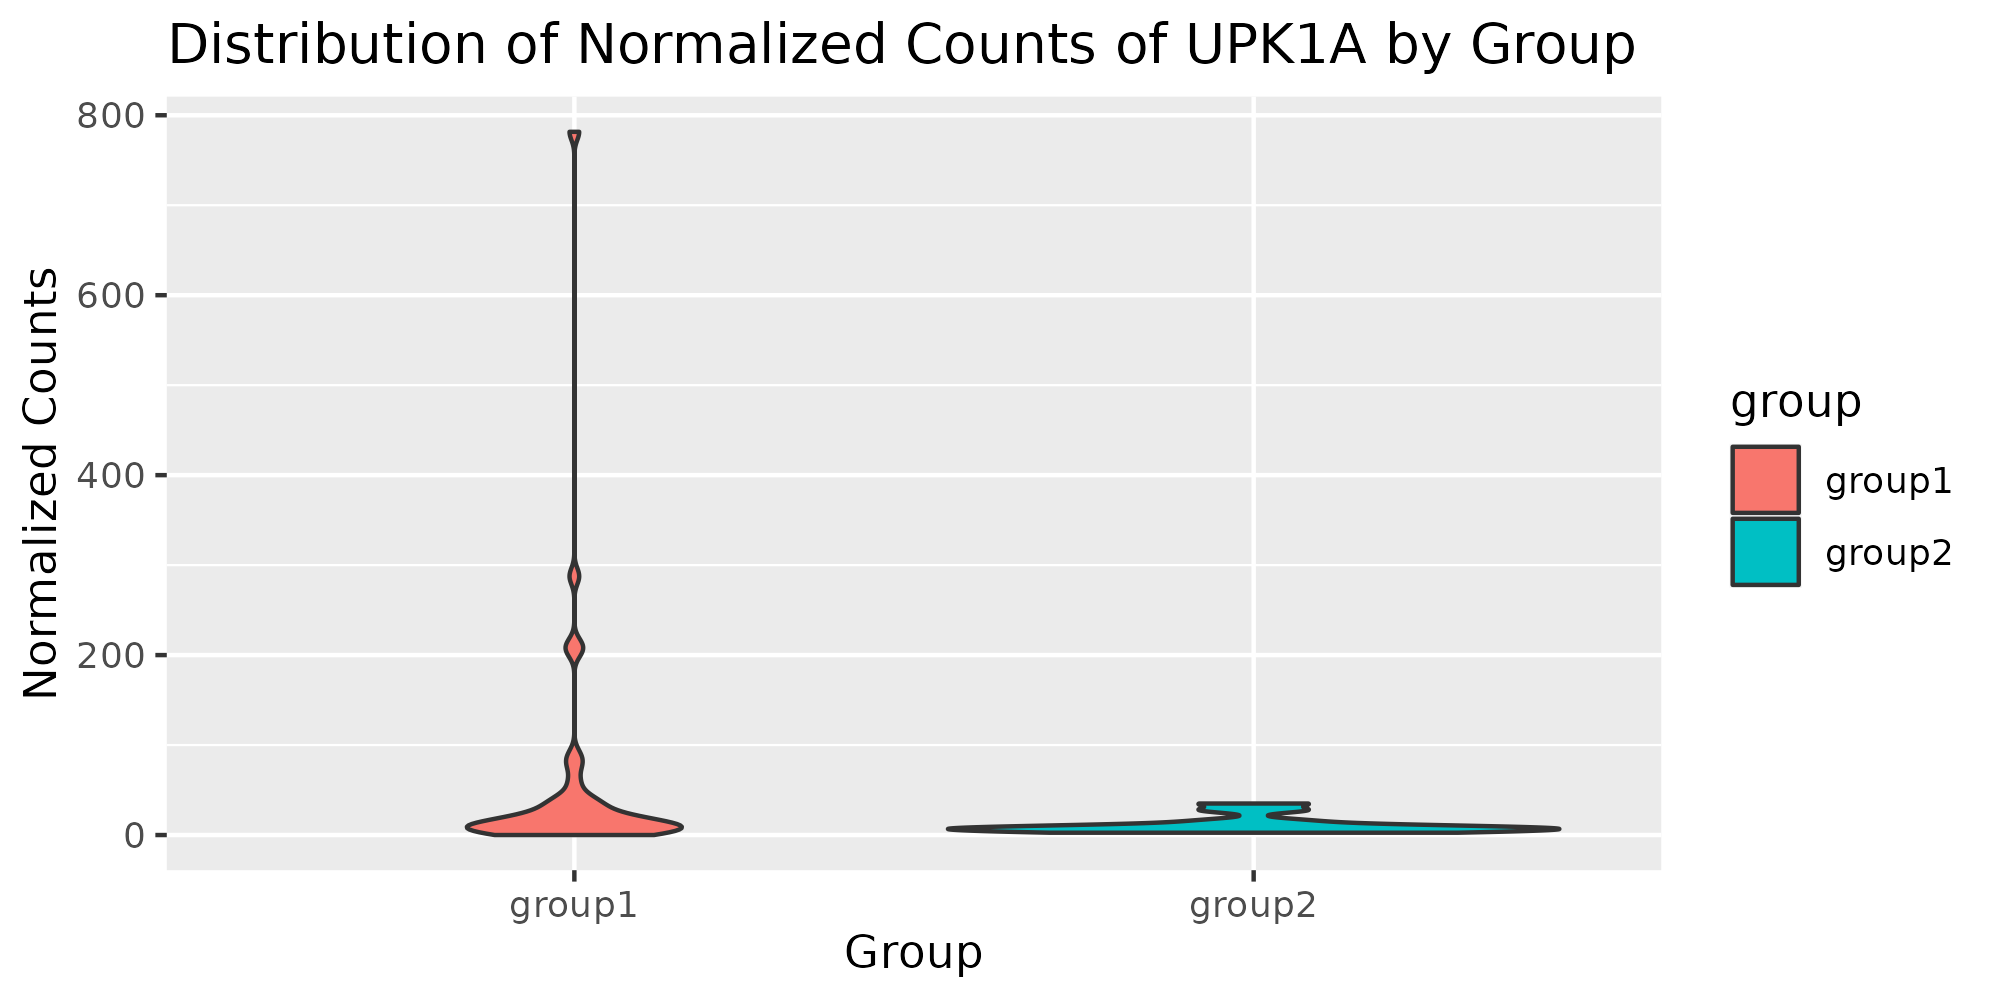 Distribution of Normalized Counts of UPK1A by Group
Normalized Counts
800
600
400
200
0
group1
group2
Group
group
group1
group2